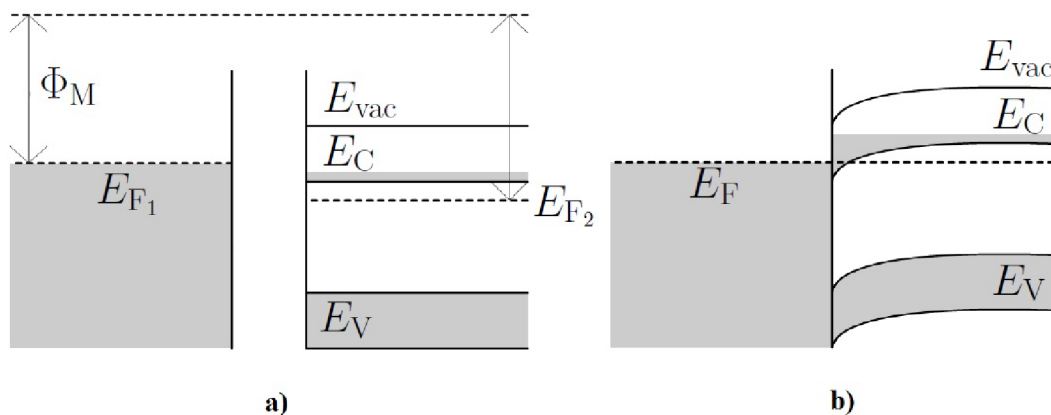 Φ_M
E_vac
E_C
E_F₁
E_F₂
E_V
a)
E_vac
E_C
E_F
E_V
b)